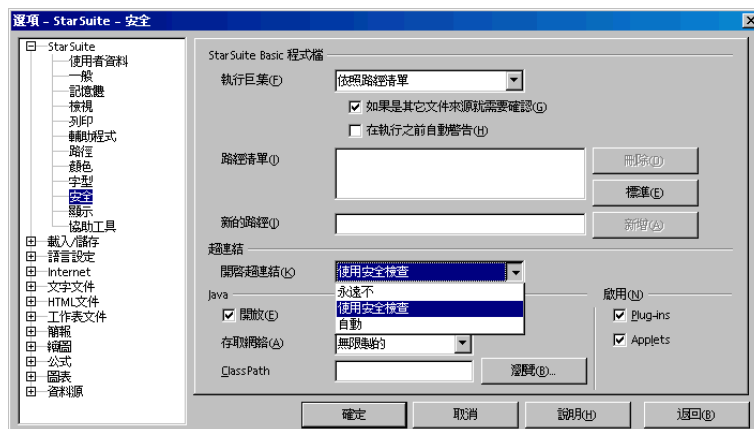 選項 - StarSuite - 安全
StarSuite
使用者資料
一般
記憶體
檢視
列印
輔助程式
路徑
顏色
字型
安全
顯示
協助工具
載入/儲存
語言設定
Internet
文字文件
HTML文件
工作表文件
簡報
繪圖
公式
圖表
資料源
StarSuite Basic 程式檔
執行巨集(F)
依照路經清單
如果是其它文件來源就需要確認(G)
在執行之前自動警告(H)
路經清單(I)
刪除(D)
標準(E)
新的路經(J)
新增(A)
超連結
開啟超連結(K)
使用安全檢查
永遠不
使用安全檢查
自動
Java
開啟(E)
存取網絡(A)
無限制的
ClassPath
瀏覽(B)...
啟用(N)
Plug-ins
Applets
確定
取消
說明(H)
返回(B)